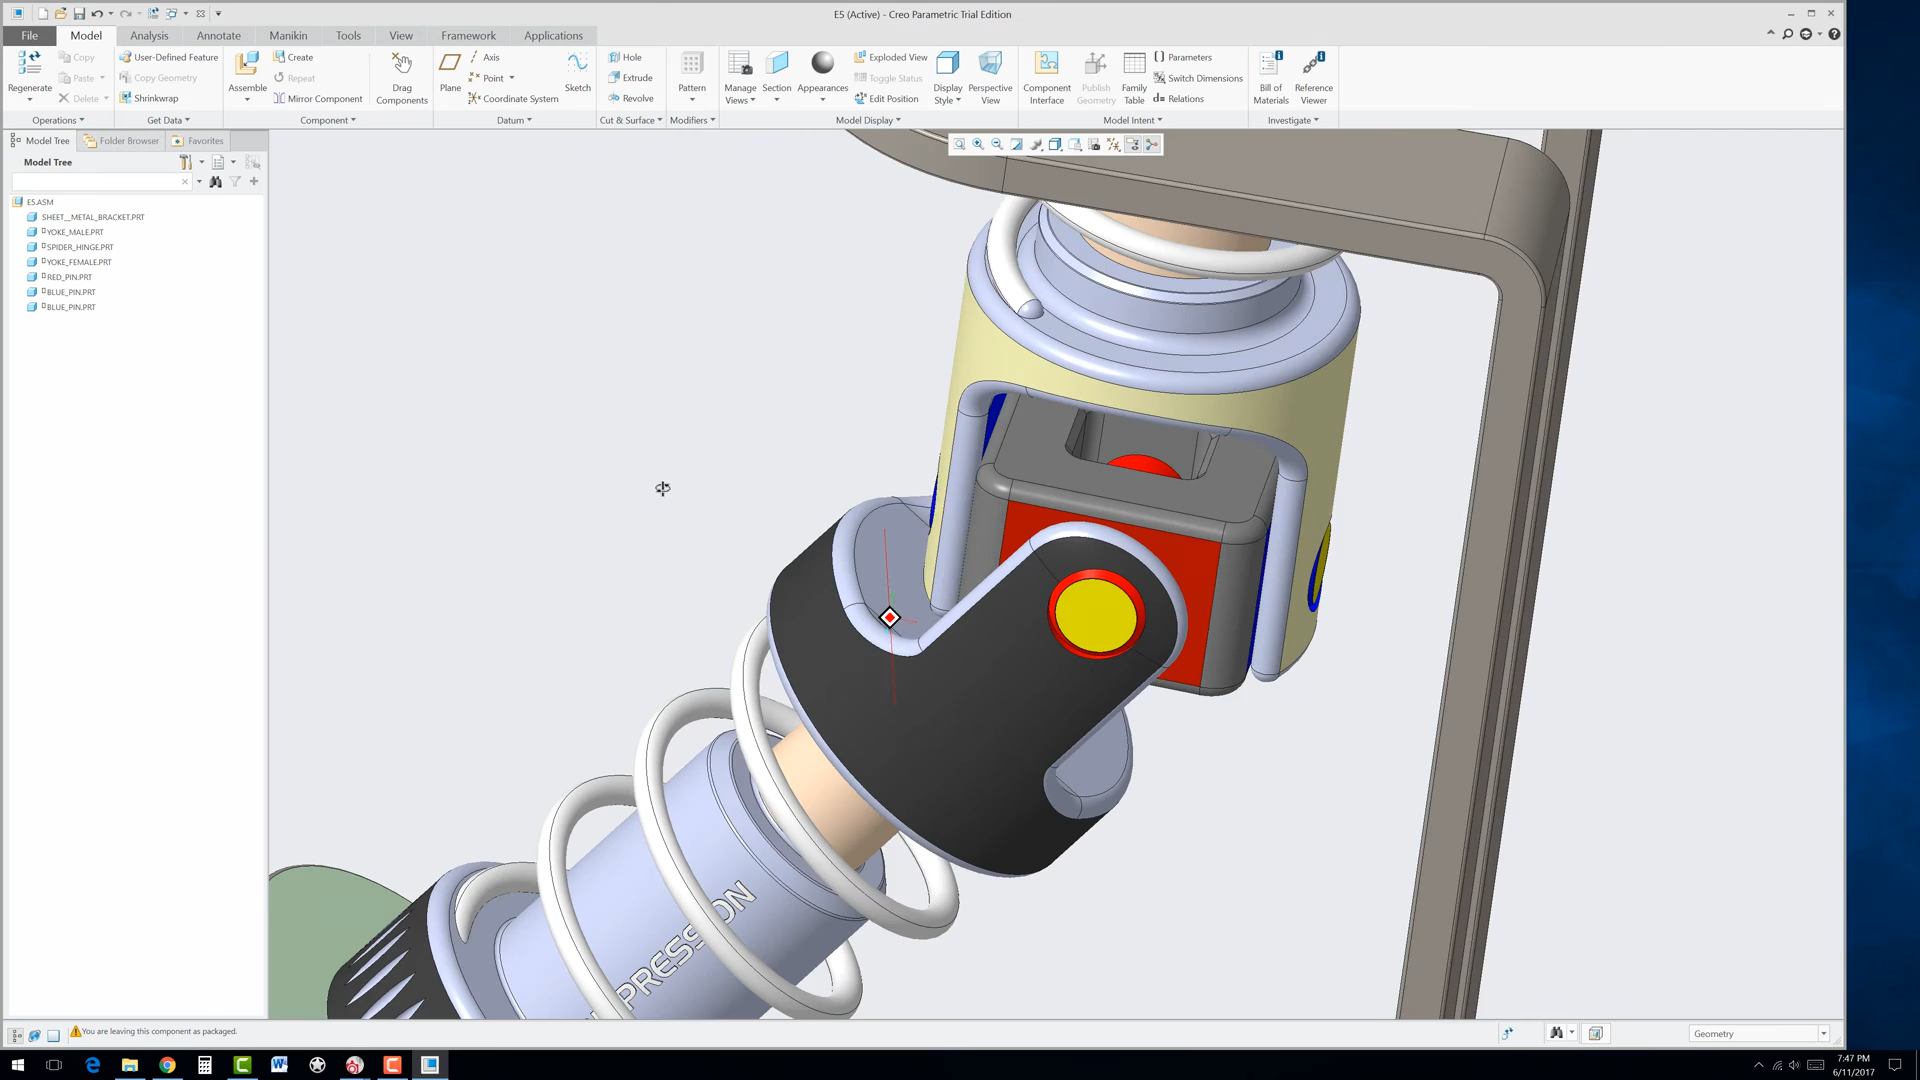 E5 (Active) - Creo Parametric Trial Edition
File Model Analysis Annotate Manikin Tools View Framework Applications
Regenerate
Copy
Paste
Delete
Operations
User-Defined Feature
Copy Geometry
Shrinkwrap
Get Data
Assemble
Create
Repeat
Mirror Component
Drag
Components
Component
Plane
Axis
Point
Coordinate System
Sketch
Datum
Hole
Extrude
Revolve
Cut & Surface
Pattern
Modifiers
Manage
Views
Section
Appearances
Exploded View
Toggle Status
Edit Position
Display
Style
Perspective
View
Model Display
Component
Interface
Publish
Geometry
Family
Table
Parameters
Switch Dimensions
d= Relations
Model Intent
Bill of
Materials
Reference
Viewer
Investigate
Model Tree Folder Browser Favorites
Model Tree
E5.ASM
SHEET__METAL_BRACKET.PRT
YOKE_MALE.PRT
SPIDER_HINGE.PRT
YOKE_FEMALE.PRT
RED_PIN.PRT
BLUE_PIN.PRT
BLUE_PIN.PRT
PRESSION
You are leaving this component as packaged.
Geometry
7:47 PM
6/11/2017